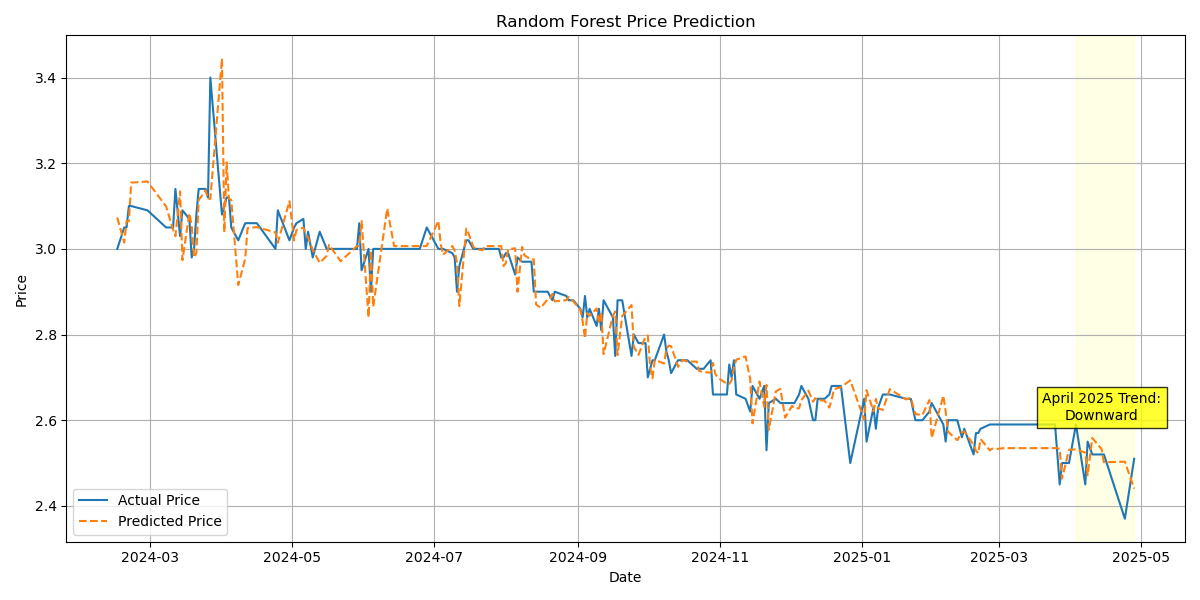 Random Forest Price Prediction
Price
3.4
3.2
3.0
2.8
2.6
2.4
April 2025 Trend:
Downward
Actual Price
Predicted Price
2024-03 2024-05 2024-07 2024-09 2024-11 2025-01 2025-03 2025-05
Date